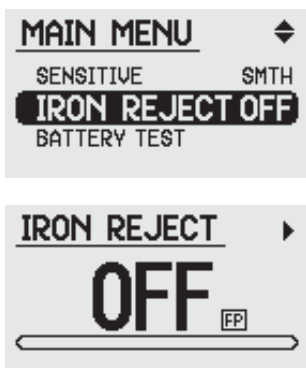 MAIN MENU
SENSITIVE SMTH
IRON REJECT OFF
BATTERY TEST
IRON REJECT
OFF FP